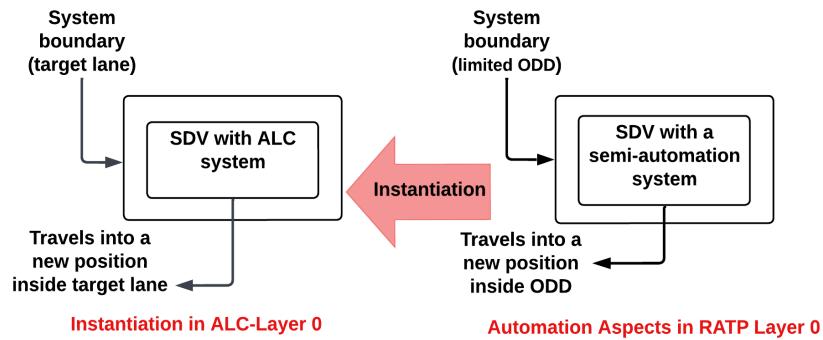 System
boundary
(target lane)
SDV with ALC
system
Travels into a
new position
inside target lane
Instantiation in ALC-Layer 0
Instantiation
System
boundary
(limited ODD)
SDV with a
semi-automation
system
Travels into a
new position
inside ODD
Automation Aspects in RATP Layer 0